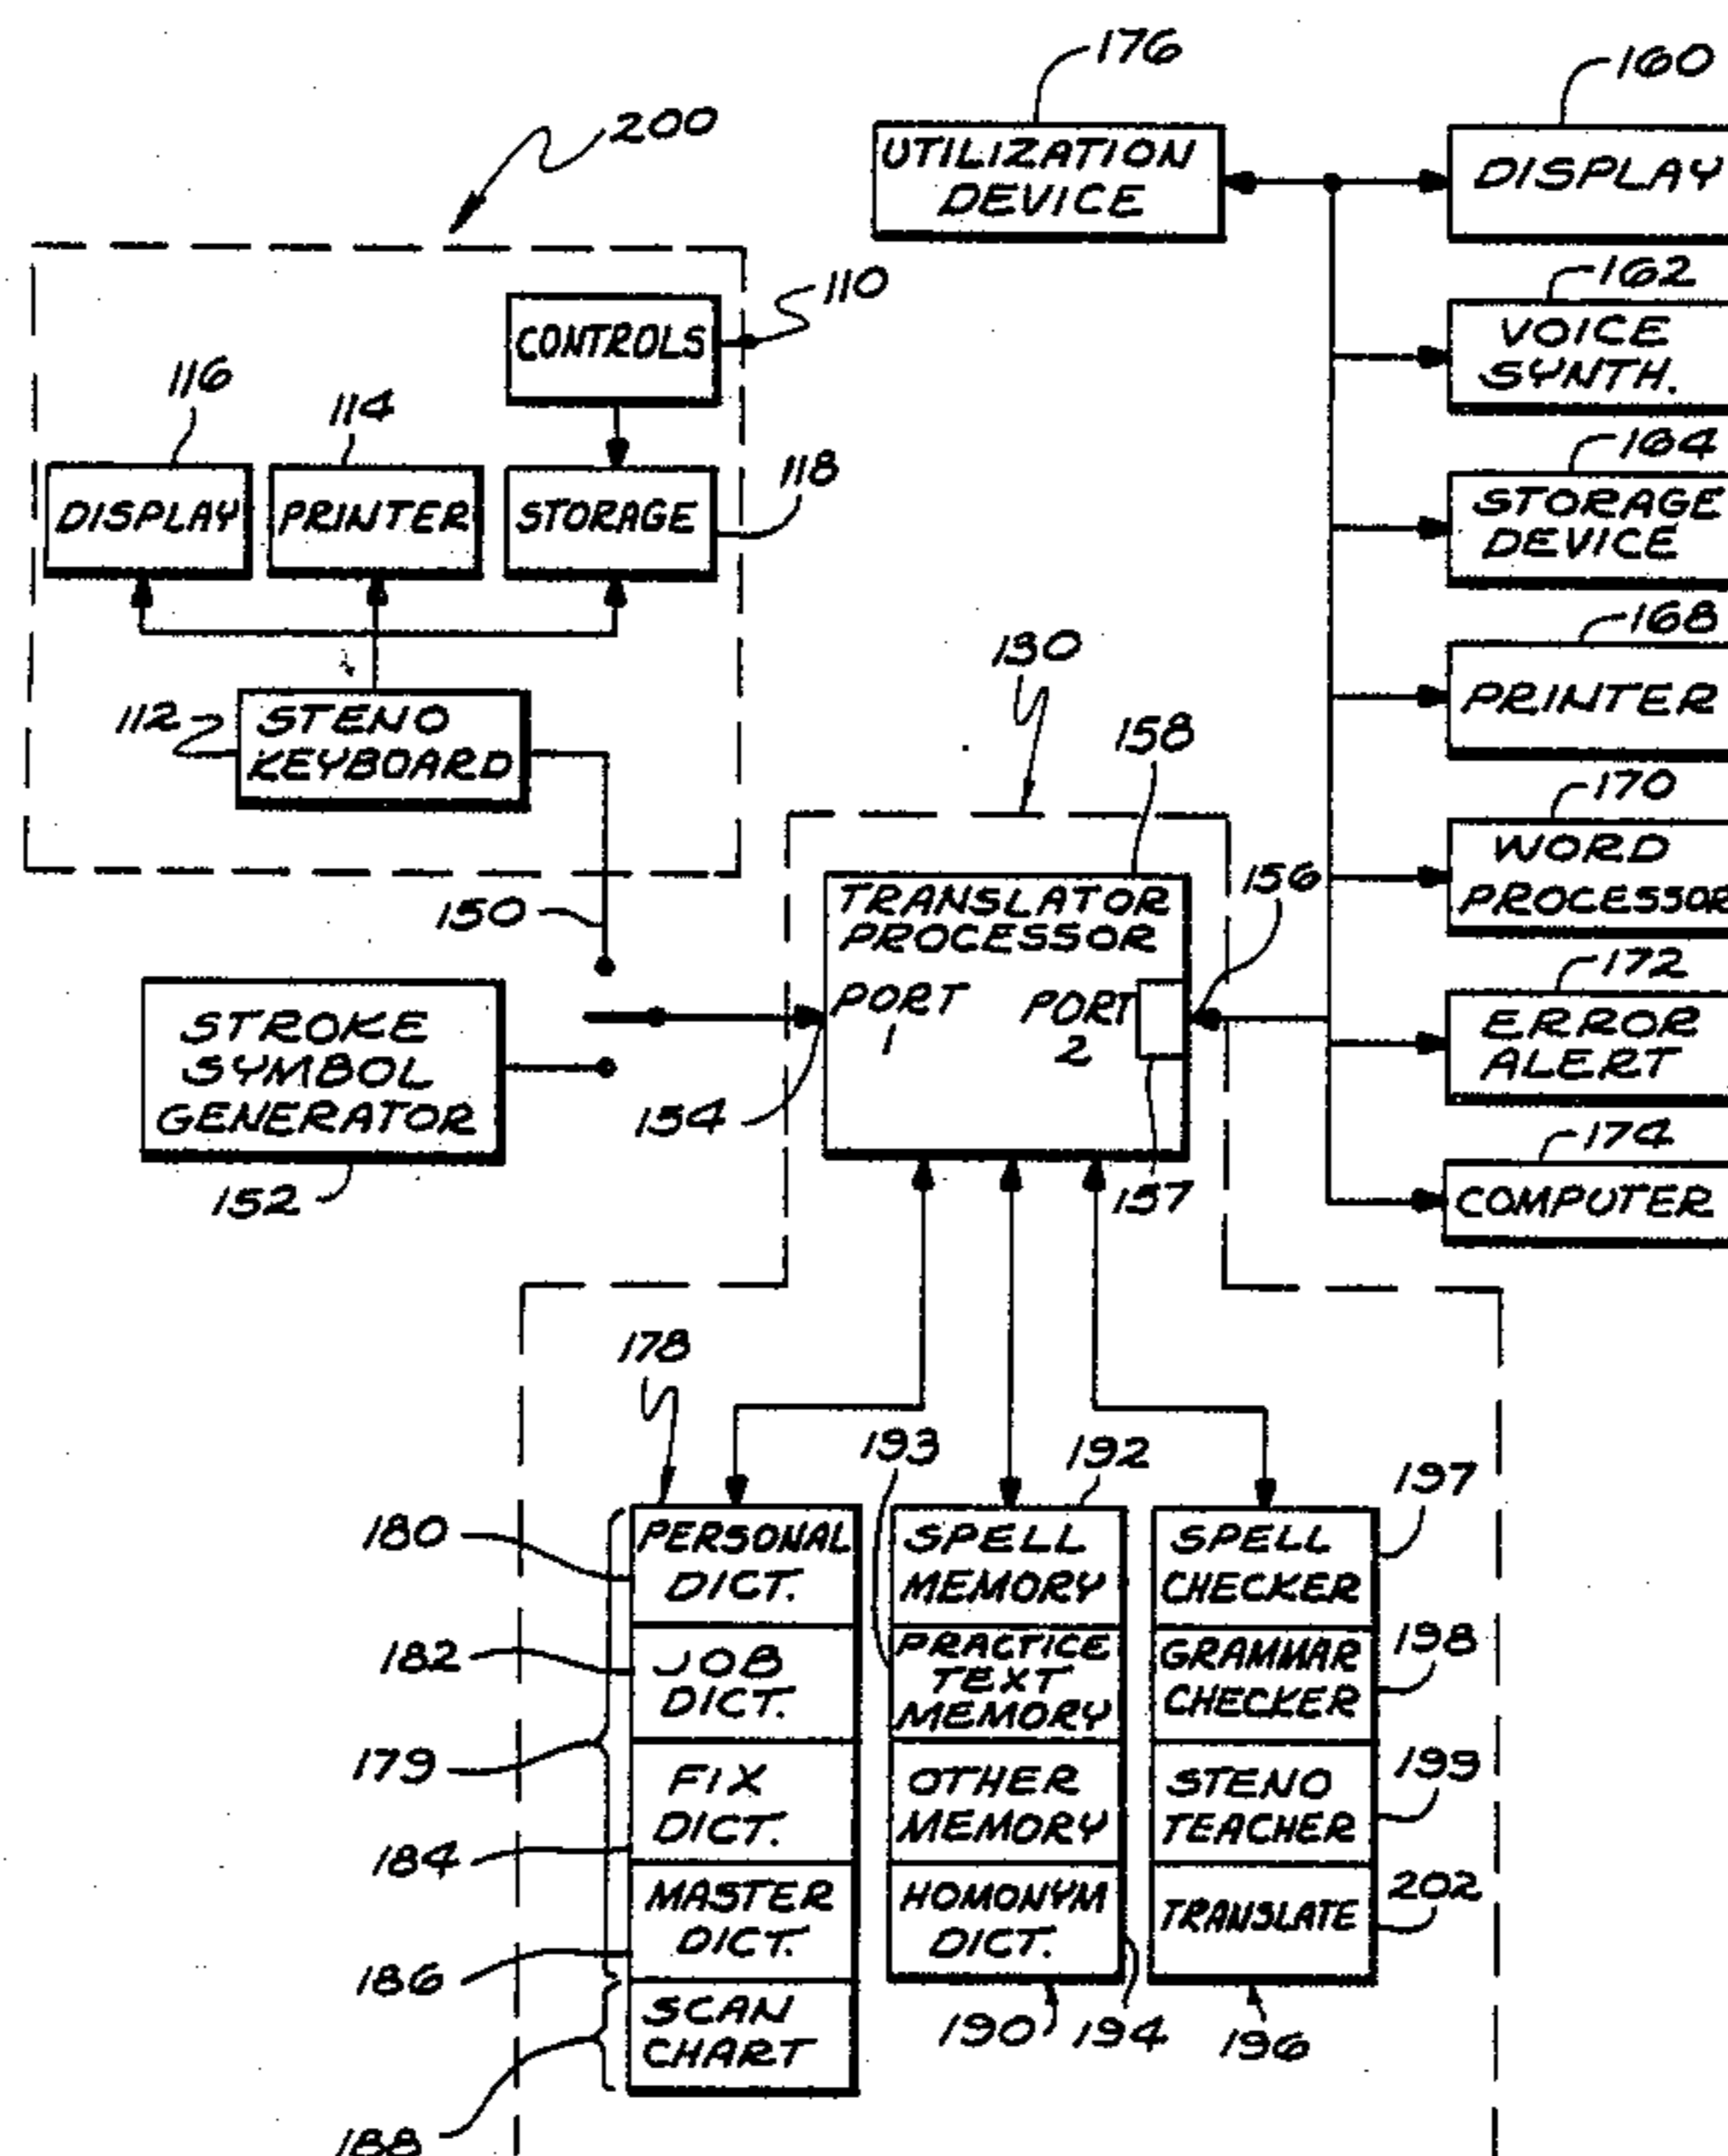 176
160
200
UTILIZATION
DEVICE
DISPLAY
110
162
CONTROLS
VOICE
SYNTH.
116
114
164
118
DISPLAY
PRINTER
STORAGE
STORAGE
DEVICE
168
130
PRINTER
112
STENO
KEYBOARD
158
170
WORD
PROCESSOR
150
156
TRANSLATOR
PROCESSOR
172
PORT
1
PORT
2
ERROR
ALERT
STROKE
SYMBOL
GENERATOR
154
174
152
157
COMPUTER
178
193
192
197
180
PERSONAL
DICT.
SPELL
MEMORY
SPELL
CHECKER
182
JOB
DICT.
PRACTICE
TEXT
MEMORY
GRAMMAR
CHECKER
198
179
FIX
DICT.
OTHER
MEMORY
STENO
TEACHER
199
184
MASTER
DICT.
HOMONYM
DICT.
TRANSLATE
202
186
SCAN
CHART
190
194
196
188